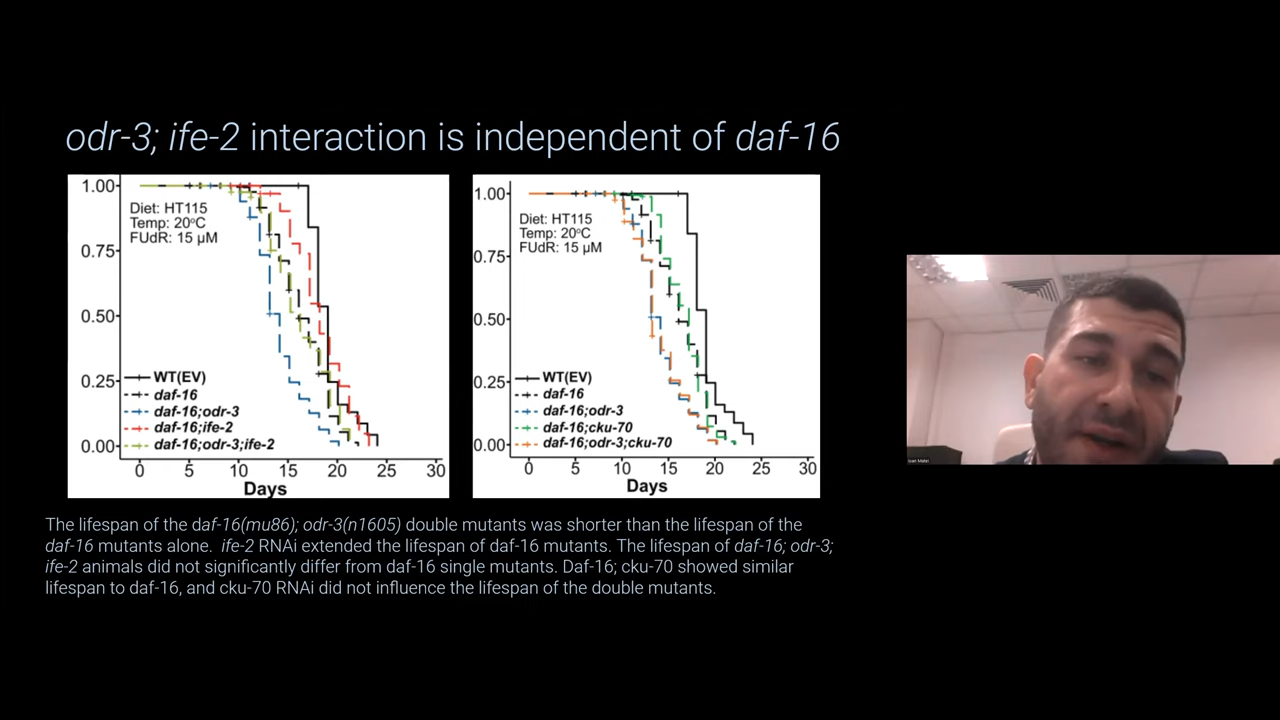 odr-3; ife-2 interaction is independent of daf-16
1.00
0.75
0.50
0.25
0.00
Diet: HT115
Temp: 20°C
FUdR: 15 µM
WT(EV)
daf-16
daf-16;odr-3
daf-16;ife-2
daf-16;odr-3;ife-2
0 5 10 15 20 25 30
Days
1.00
0.75
0.50
0.25
0.00
Diet: HT115
Temp: 20°C
FUdR: 15 µM
WT(EV)
daf-16
daf-16;odr-3
daf-16;cku-70
daf-16;odr-3;cku-70
0 5 10 15 20 25 30
Days
The lifespan of the daf-16(mu86); odr-3(n1605) double mutants was shorter than the lifespan of the
daf-16 mutants alone. ife-2 RNAi extended the lifespan of daf-16 mutants. The lifespan of daf-16; odr-3;
ife-2 animals did not significantly differ from daf-16 single mutants. Daf-16; cku-70 showed similar
lifespan to daf-16, and cku-70 RNAi did not influence the lifespan of the double mutants.